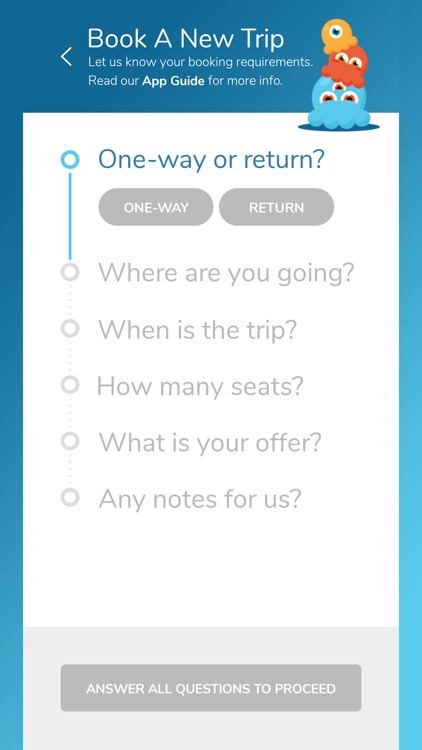 Book A New Trip
Let us know your booking requirements.
Read our App Guide for more info.
One-way or return?
ONE-WAY RETURN
Where are you going?
When is the trip?
How many seats?
What is your offer?
Any notes for us?
ANSWER ALL QUESTIONS TO PROCEED